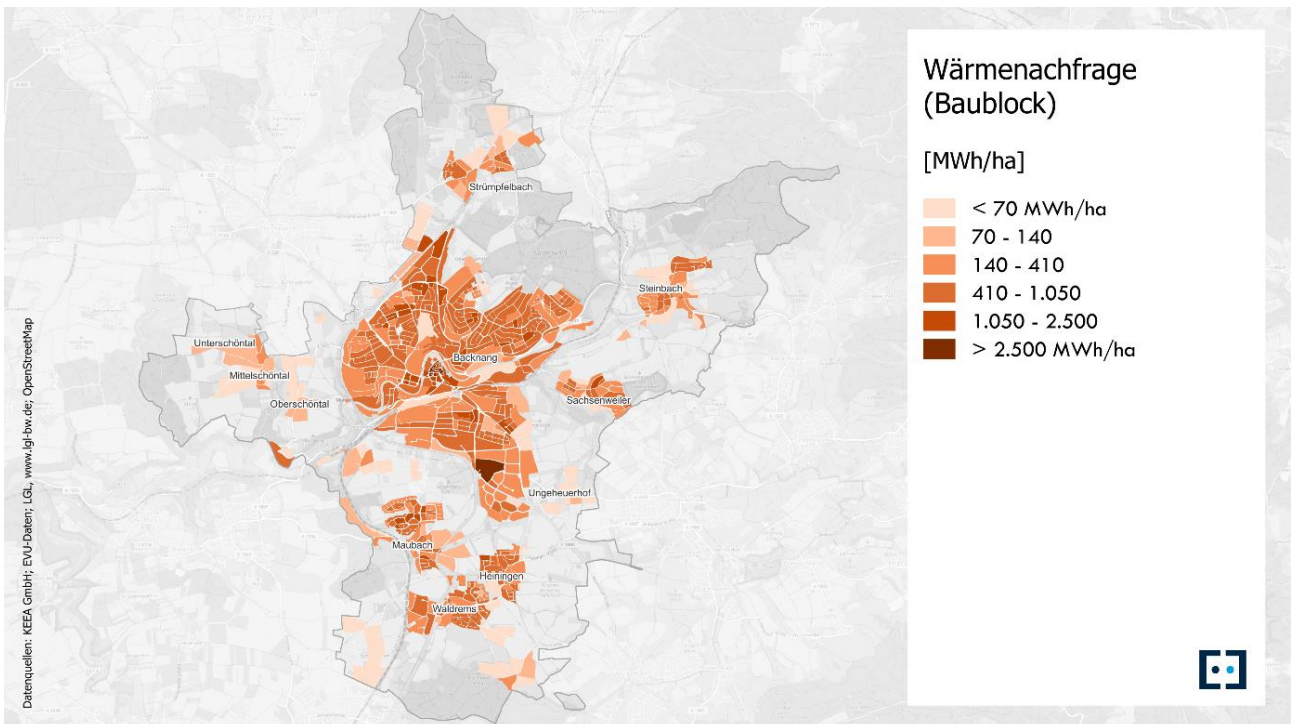 Wärmenachfrage
(Baublock)
[MWh/ha]
< 70 MWh/ha
70 - 140
140 - 410
410 - 1.050
1.050 - 2.500
> 2.500 MWh/ha
Strümpfelbach
Steinbach
Unterschöntal
Mittelschöntal
Oberschöntal
Backnang
Sachsenweiler
Ungeheuerhof
Maubach
Heiningen
Waldrems
Datenquellen: KEEA GmbH; EVU-Daten; LGL, www.lgl-bw.de; OpenStreetMap